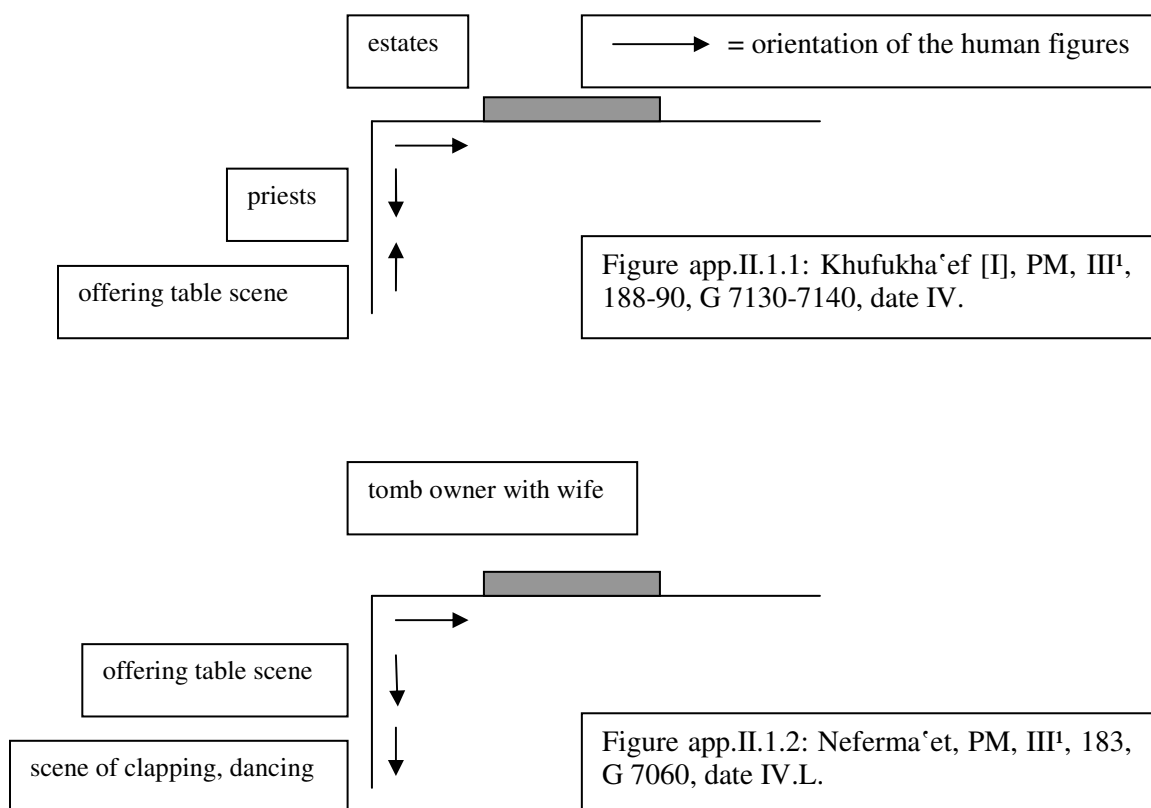 estates
= orientation of the human figures
priests
offering table scene
Figure app.II.1.1: Khufukhaʿef [I], PM, III¹,
188-90, G 7130-7140, date IV.
tomb owner with wife
offering table scene
scene of clapping, dancing
Figure app.II.1.2: Nefermaʿet, PM, III¹, 183,
G 7060, date IV.L.